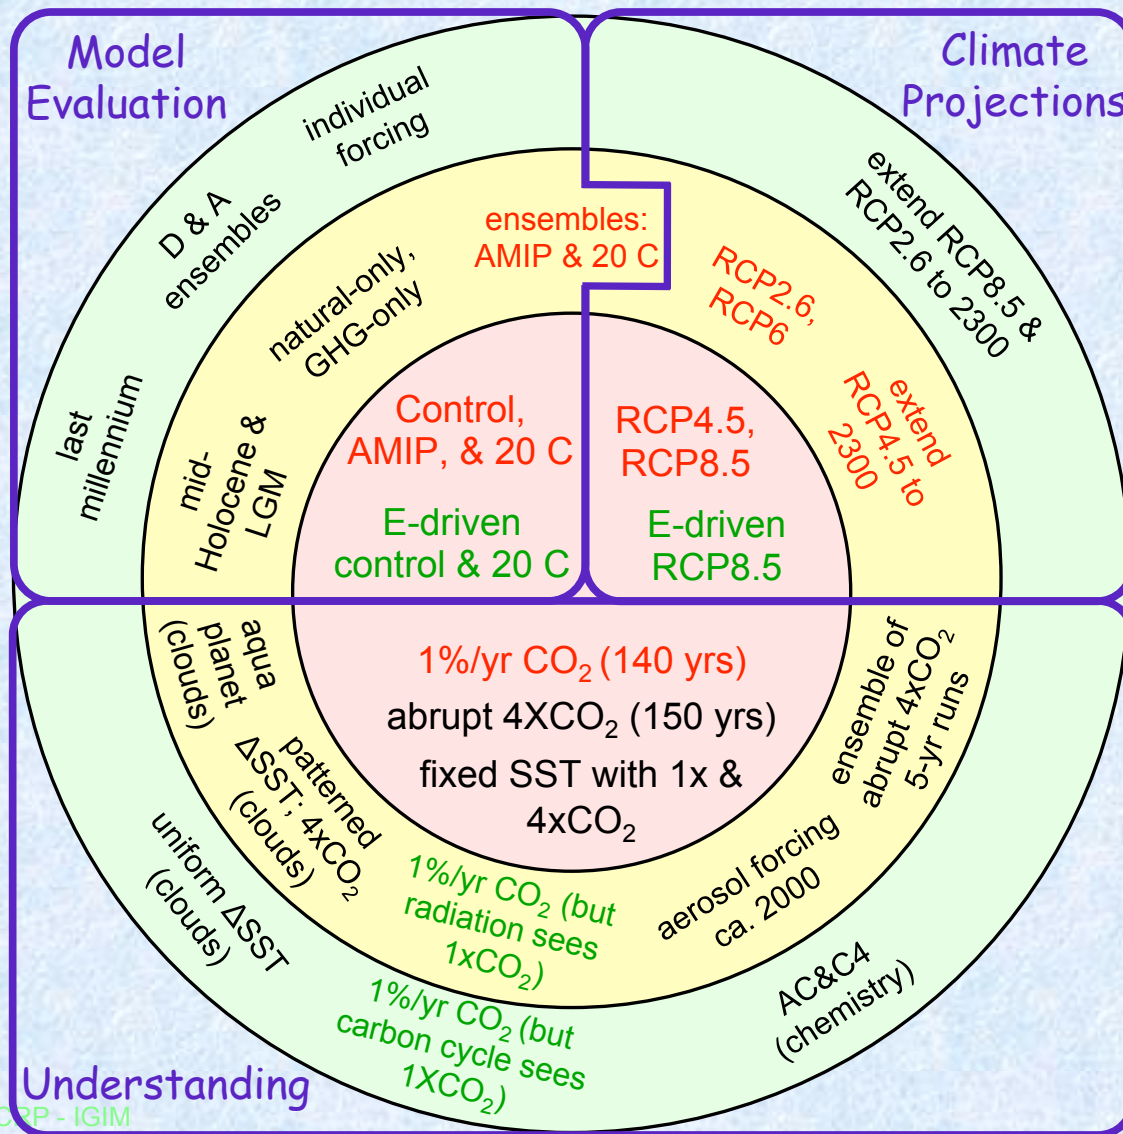 Model
Evaluation
Climate
Projections
individual
forcing
D & A
ensembles
last
millennium
extend RCP8.5 &
RCP2.6 to 2300
ensembles:
AMIP & 20 C
natural-only,
GHG-only
mid-
Holocene &
LGM
RCP2.6,
RCP6
extend
RCP4.5 to
2300
Control,
AMIP, & 20 C
E-driven
control & 20 C
RCP4.5,
RCP8.5
E-driven
RCP8.5
1%/yr CO₂ (140 yrs)
abrupt 4XCO₂ (150 yrs)
fixed SST with 1x &
4xCO₂
aqua
planet
(clouds)
patterned
ΔSST; 4xCO₂
(clouds)
uniform ΔSST
(clouds)
1%/yr CO₂ (but
radiation sees
1xCO₂)
1%/yr CO₂ (but
carbon cycle sees
1XCO₂)
aerosol forcing
ca. 2000
ensemble of
abrupt 4xCO₂
5-yr runs
AC&C4
(chemistry)
Understanding
- IGIM